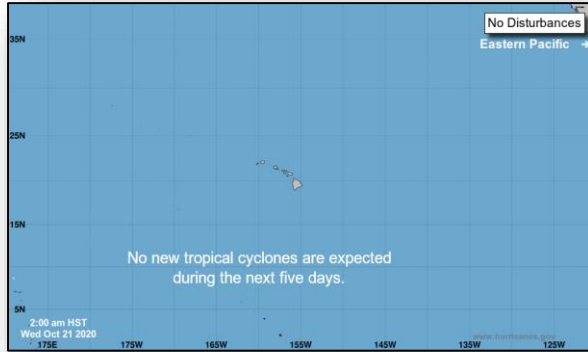 No Disturbances
35N
Eastern Pacific →
25N
15N
No new tropical cyclones are expected
during the next five days.
5N
2:00 am HST
Wed Oct 21 2020
www.hurricanes.gov
175E 175W 165W 155W 145W 135W 125W